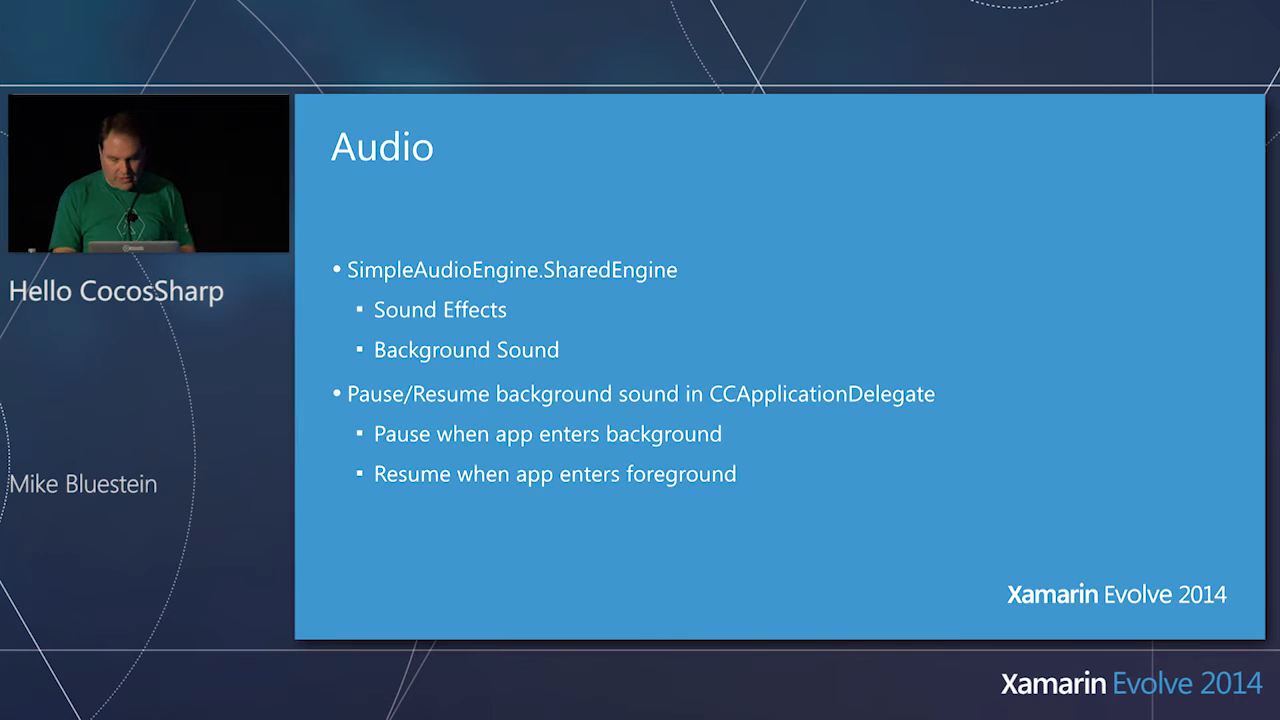 Audio
• SimpleAudioEngine.SharedEngine
▪ Sound Effects
▪ Background Sound
• Pause/Resume background sound in CCApplicationDelegate
▪ Pause when app enters background
▪ Resume when app enters foreground
Xamarin Evolve 2014
Hello CocosSharp
Mike Bluestein
Xamarin Evolve 2014